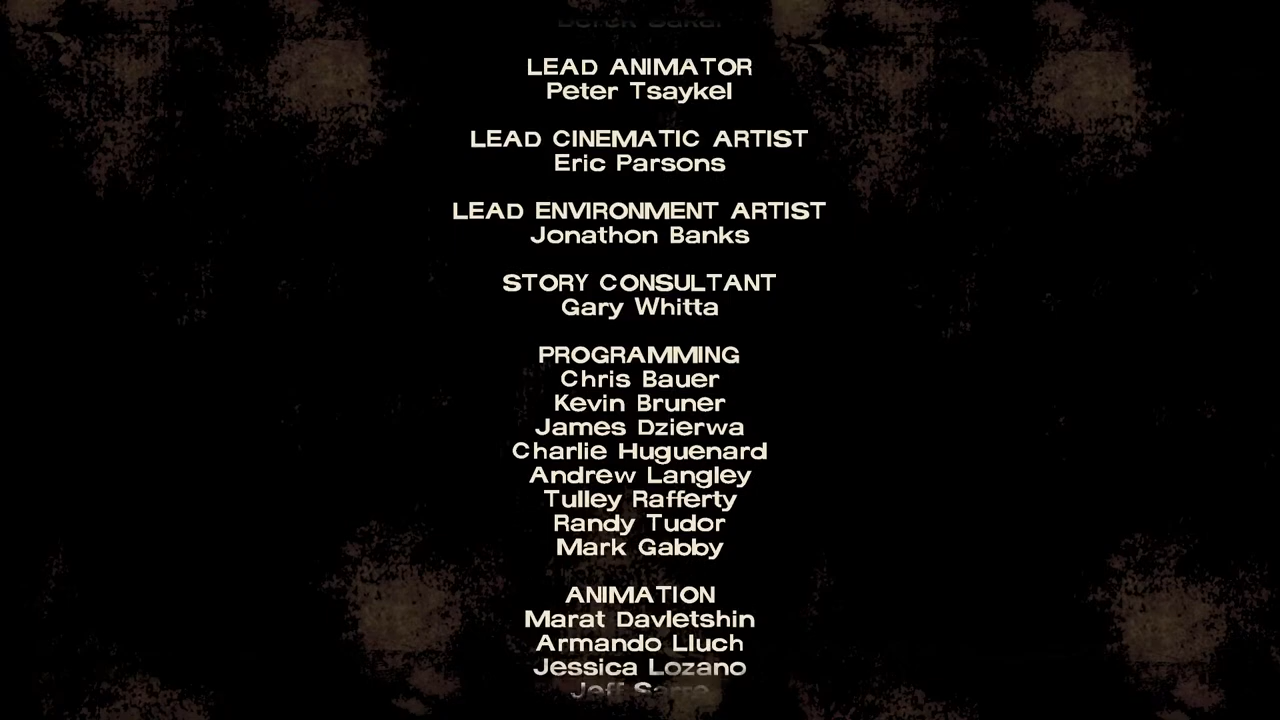 LEAD ANIMATOR
Peter Tsaykel
LEAD CINEMATIC ARTIST
Eric Parsons
LEAD ENVIRONMENT ARTIST
Jonathon Banks
STORY CONSULTANT
Gary Whitta
PROGRAMMING
Chris Bauer
Kevin Bruner
James Dzierwa
Charlie Huguenard
Andrew Langley
Tulley Rafferty
Randy Tudor
Mark Gabby
ANIMATION
Marat Davletshin
Armando Lluch
Jessica Lozano
Jeff Sarre